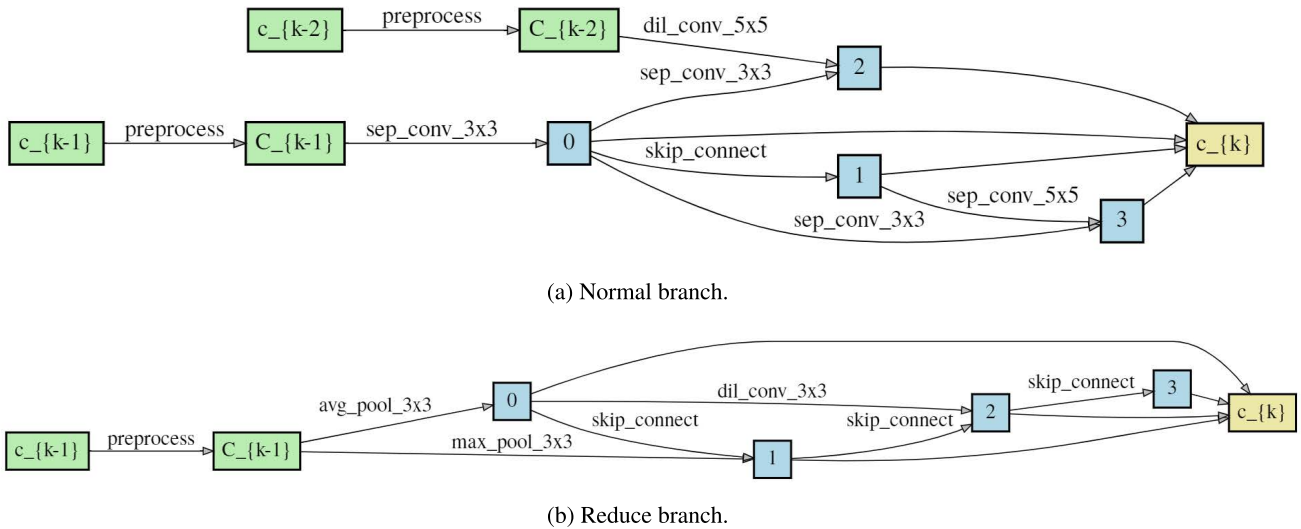 c_{k-2} preprocess C_{k-2} dil_conv_5x5
2
sep_conv_3x3
c_{k-1} preprocess C_{k-1} sep_conv_3x3 0 c_{k}
skip_connect
1
sep_conv_5x5
sep_conv_3x3 3
(a) Normal branch.
skip_connect 3
avg_pool_3x3 0 dil_conv_3x3 2 c_{k}
skip_connect skip_connect
c_{k-1} preprocess C_{k-1} max_pool_3x3 1
(b) Reduce branch.